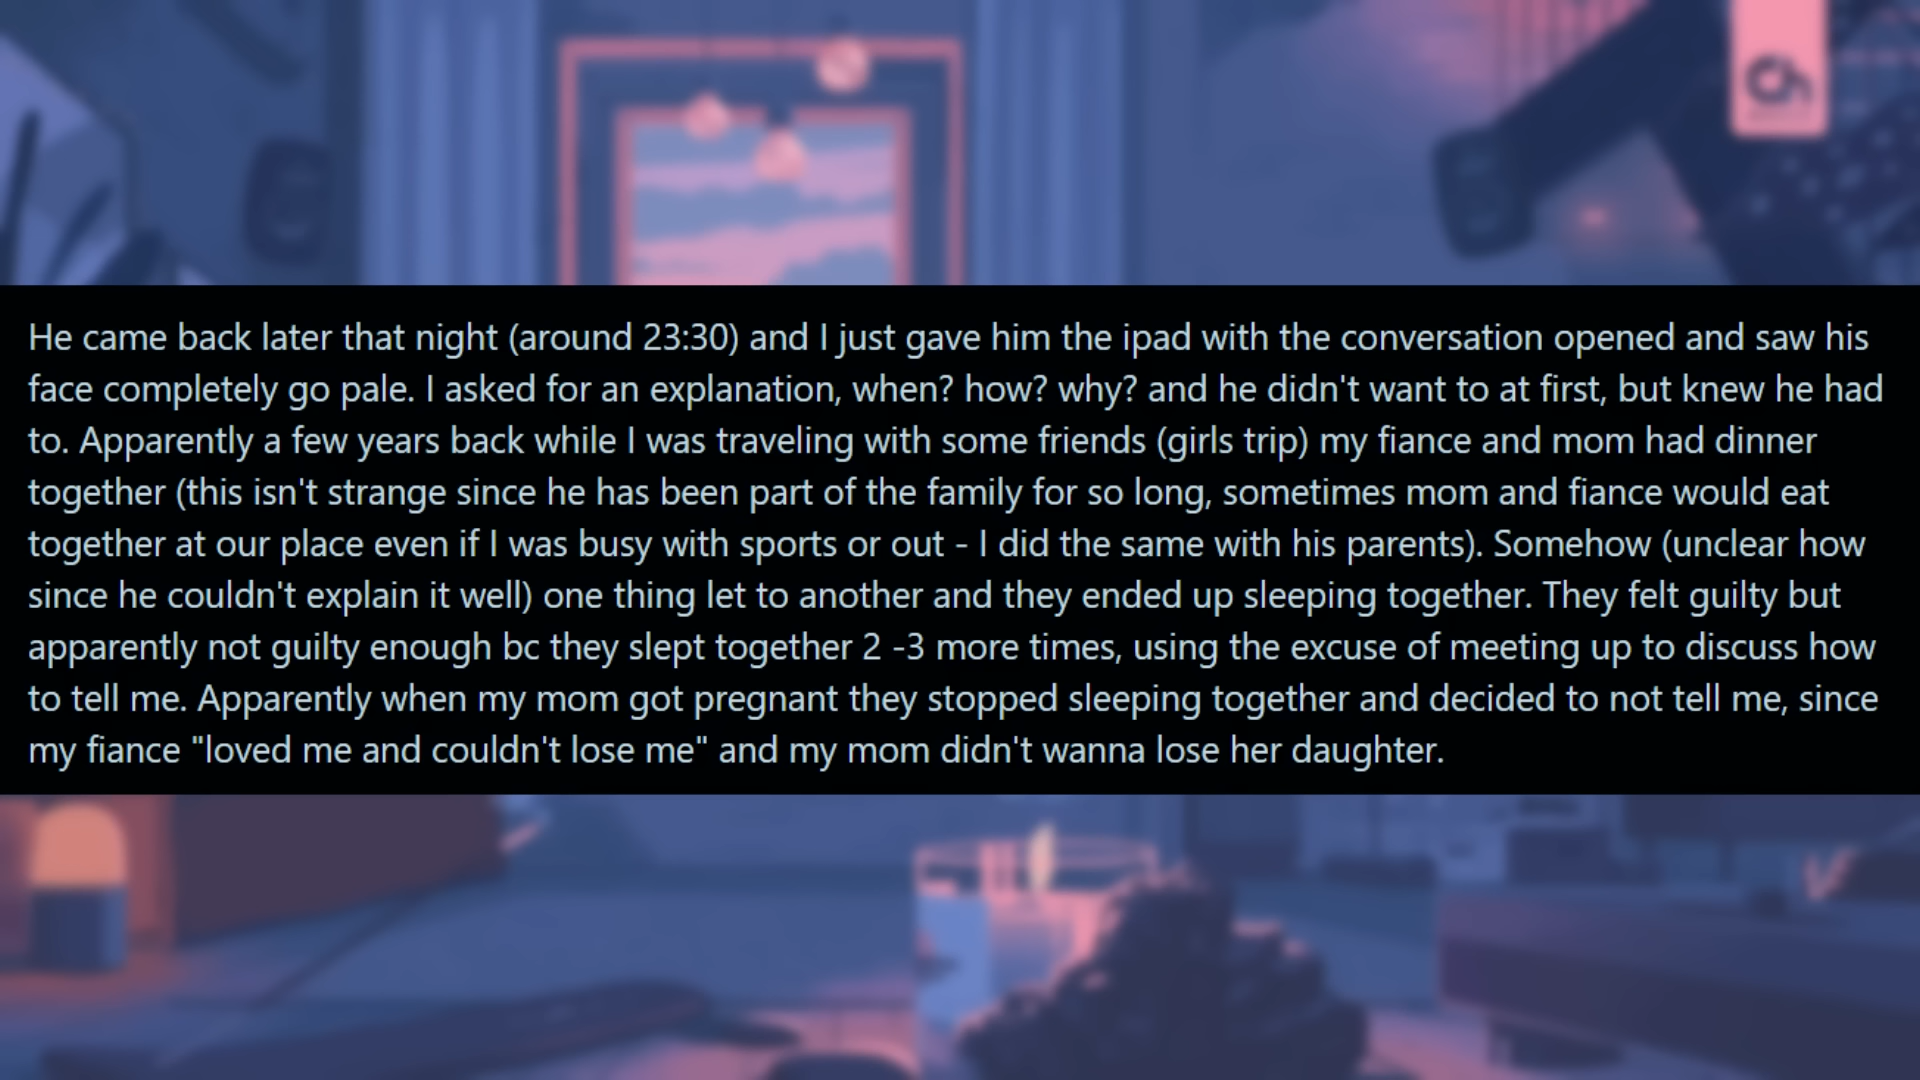 He came back later that night (around 23:30) and I just gave him the ipad with the conversation opened and saw his
face completely go pale. I asked for an explanation, when? how? why? and he didn't want to at first, but knew he had
to. Apparently a few years back while I was traveling with some friends (girls trip) my fiance and mom had dinner
together (this isn't strange since he has been part of the family for so long, sometimes mom and fiance would eat
together at our place even if I was busy with sports or out - I did the same with his parents). Somehow (unclear how
since he couldn't explain it well) one thing let to another and they ended up sleeping together. They felt guilty but
apparently not guilty enough bc they slept together 2 -3 more times, using the excuse of meeting up to discuss how
to tell me. Apparently when my mom got pregnant they stopped sleeping together and decided to not tell me, since
my fiance "loved me and couldn't lose me" and my mom didn't wanna lose her daughter.